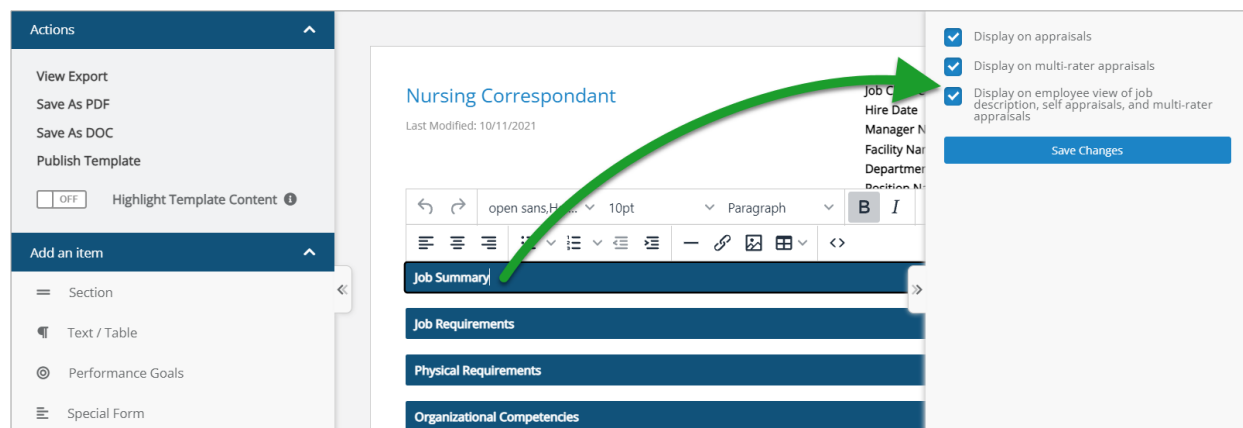 Actions
View Export
Save As PDF
Save As DOC
Publish Template
OFF Highlight Template Content
Add an item
Section
Text / Table
Performance Goals
Special Form
Nursing Correspondant
Last Modified: 10/11/2021
Job
Hire Date
Manager N
Facility Nar
Departmer
Position N
open sans,H... 10pt Paragraph B I
Job Summary
Job Requirements
Physical Requirements
Organizational Competencies
Display on appraisals
Display on multi-rater appraisals
Display on employee view of job
description, self appraisals, and multi-rater
appraisals
Save Changes